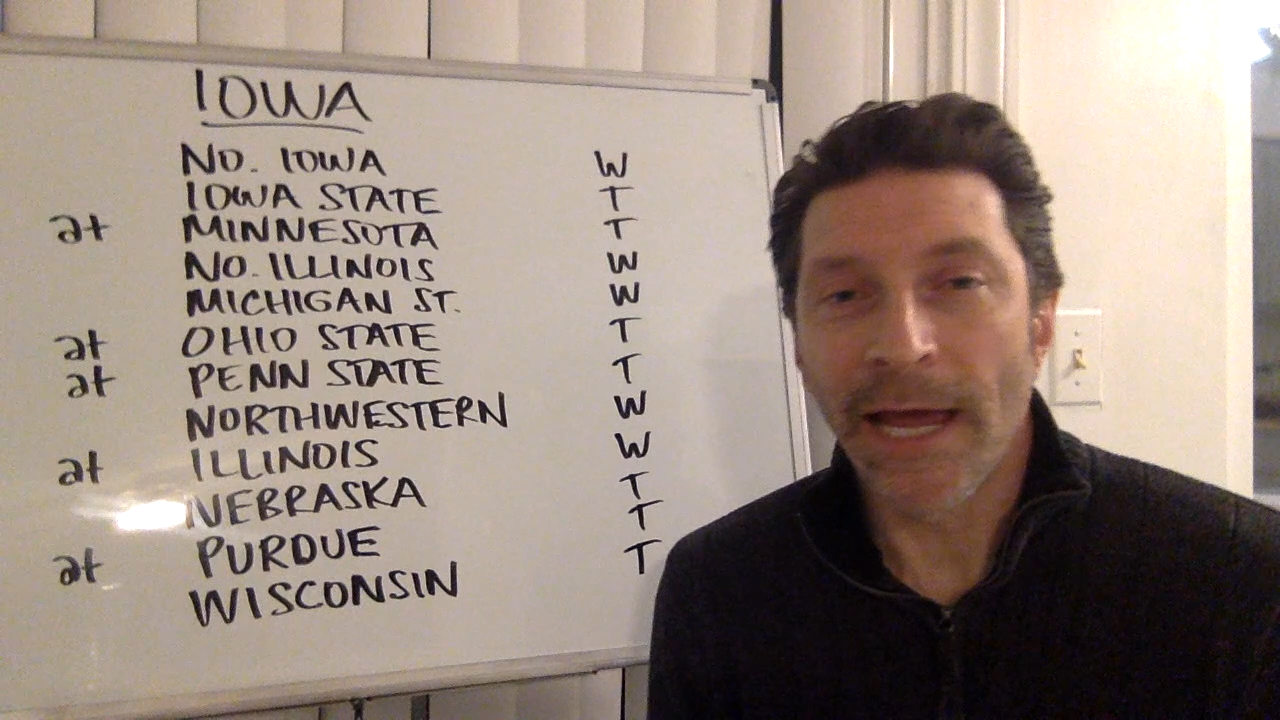 IOWA
NO. IOWA W
IOWA STATE T
at MINNESOTA T
NO. ILLINOIS W
MICHIGAN ST. W
at OHIO STATE T
at PENN STATE T
NORTHWESTERN W
at ILLINOIS W
NEBRASKA T
at PURDUE T
WISCONSIN T